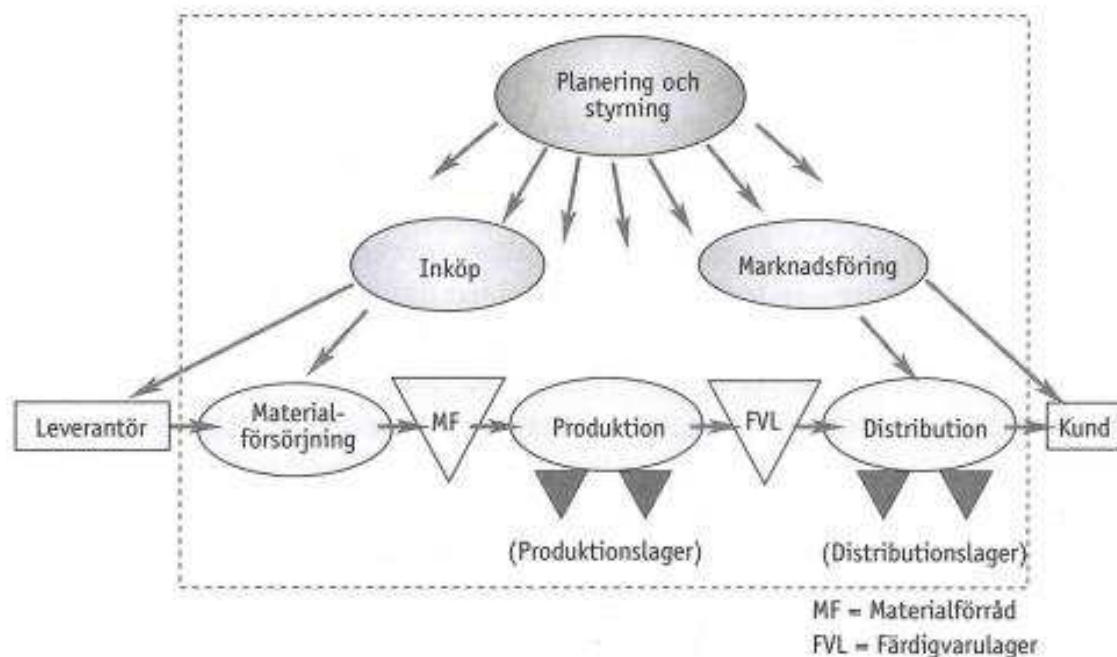 Planering och
styrning
Inköp
Marknadsföring
Leverantör
Material-
försörjning
MF
Produktion
FVL
Distribution
Kund
(Produktionslager)
(Distributionslager)
MF = Materialförråd
FVL = Färdigvarulager